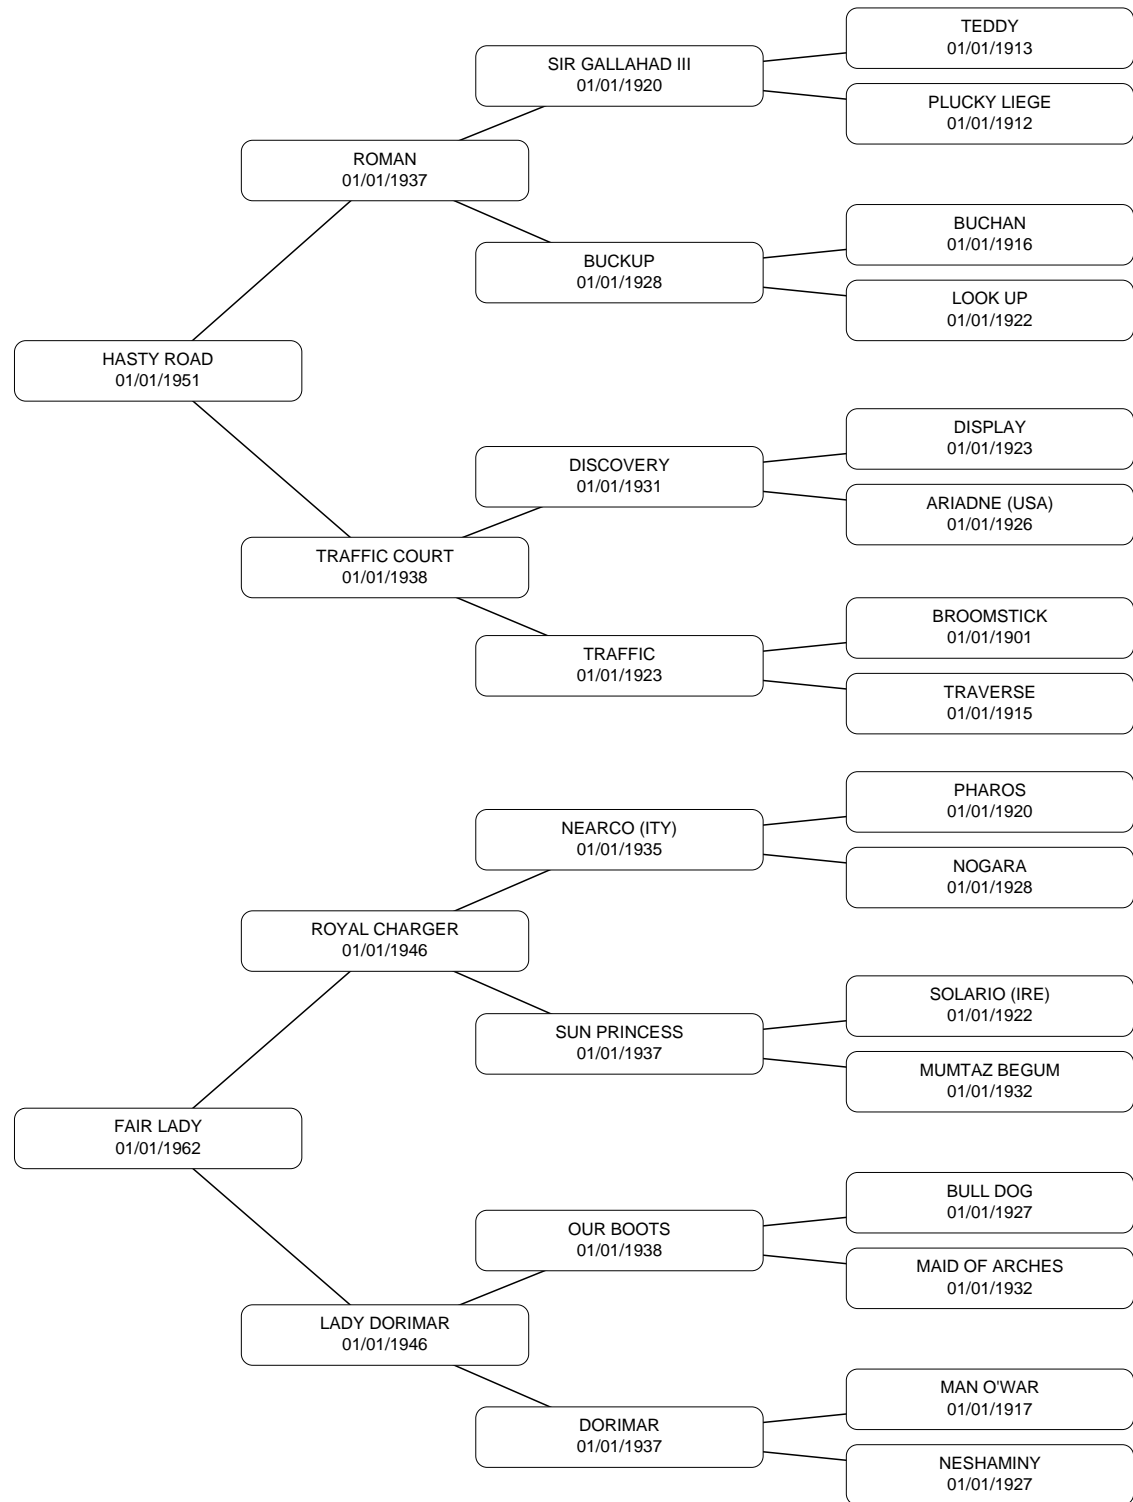 TEDDY
01/01/1913
SIR GALLAHAD III
01/01/1920
PLUCKY LIEGE
01/01/1912
ROMAN
01/01/1937
BUCHAN
01/01/1916
BUCKUP
01/01/1928
LOOK UP
01/01/1922
HASTY ROAD
01/01/1951
DISPLAY
01/01/1923
DISCOVERY
01/01/1931
ARIADNE (USA)
01/01/1926
TRAFFIC COURT
01/01/1938
BROOMSTICK
01/01/1901
TRAFFIC
01/01/1923
TRAVERSE
01/01/1915
PHAROS
01/01/1920
NEARCO (ITY)
01/01/1935
NOGARA
01/01/1928
ROYAL CHARGER
01/01/1946
SOLARIO (IRE)
01/01/1922
SUN PRINCESS
01/01/1937
MUMTAZ BEGUM
01/01/1932
FAIR LADY
01/01/1962
BULL DOG
01/01/1927
OUR BOOTS
01/01/1938
MAID OF ARCHES
01/01/1932
LADY DORIMAR
01/01/1946
MAN O'WAR
01/01/1917
DORIMAR
01/01/1937
NESHAMINY
01/01/1927